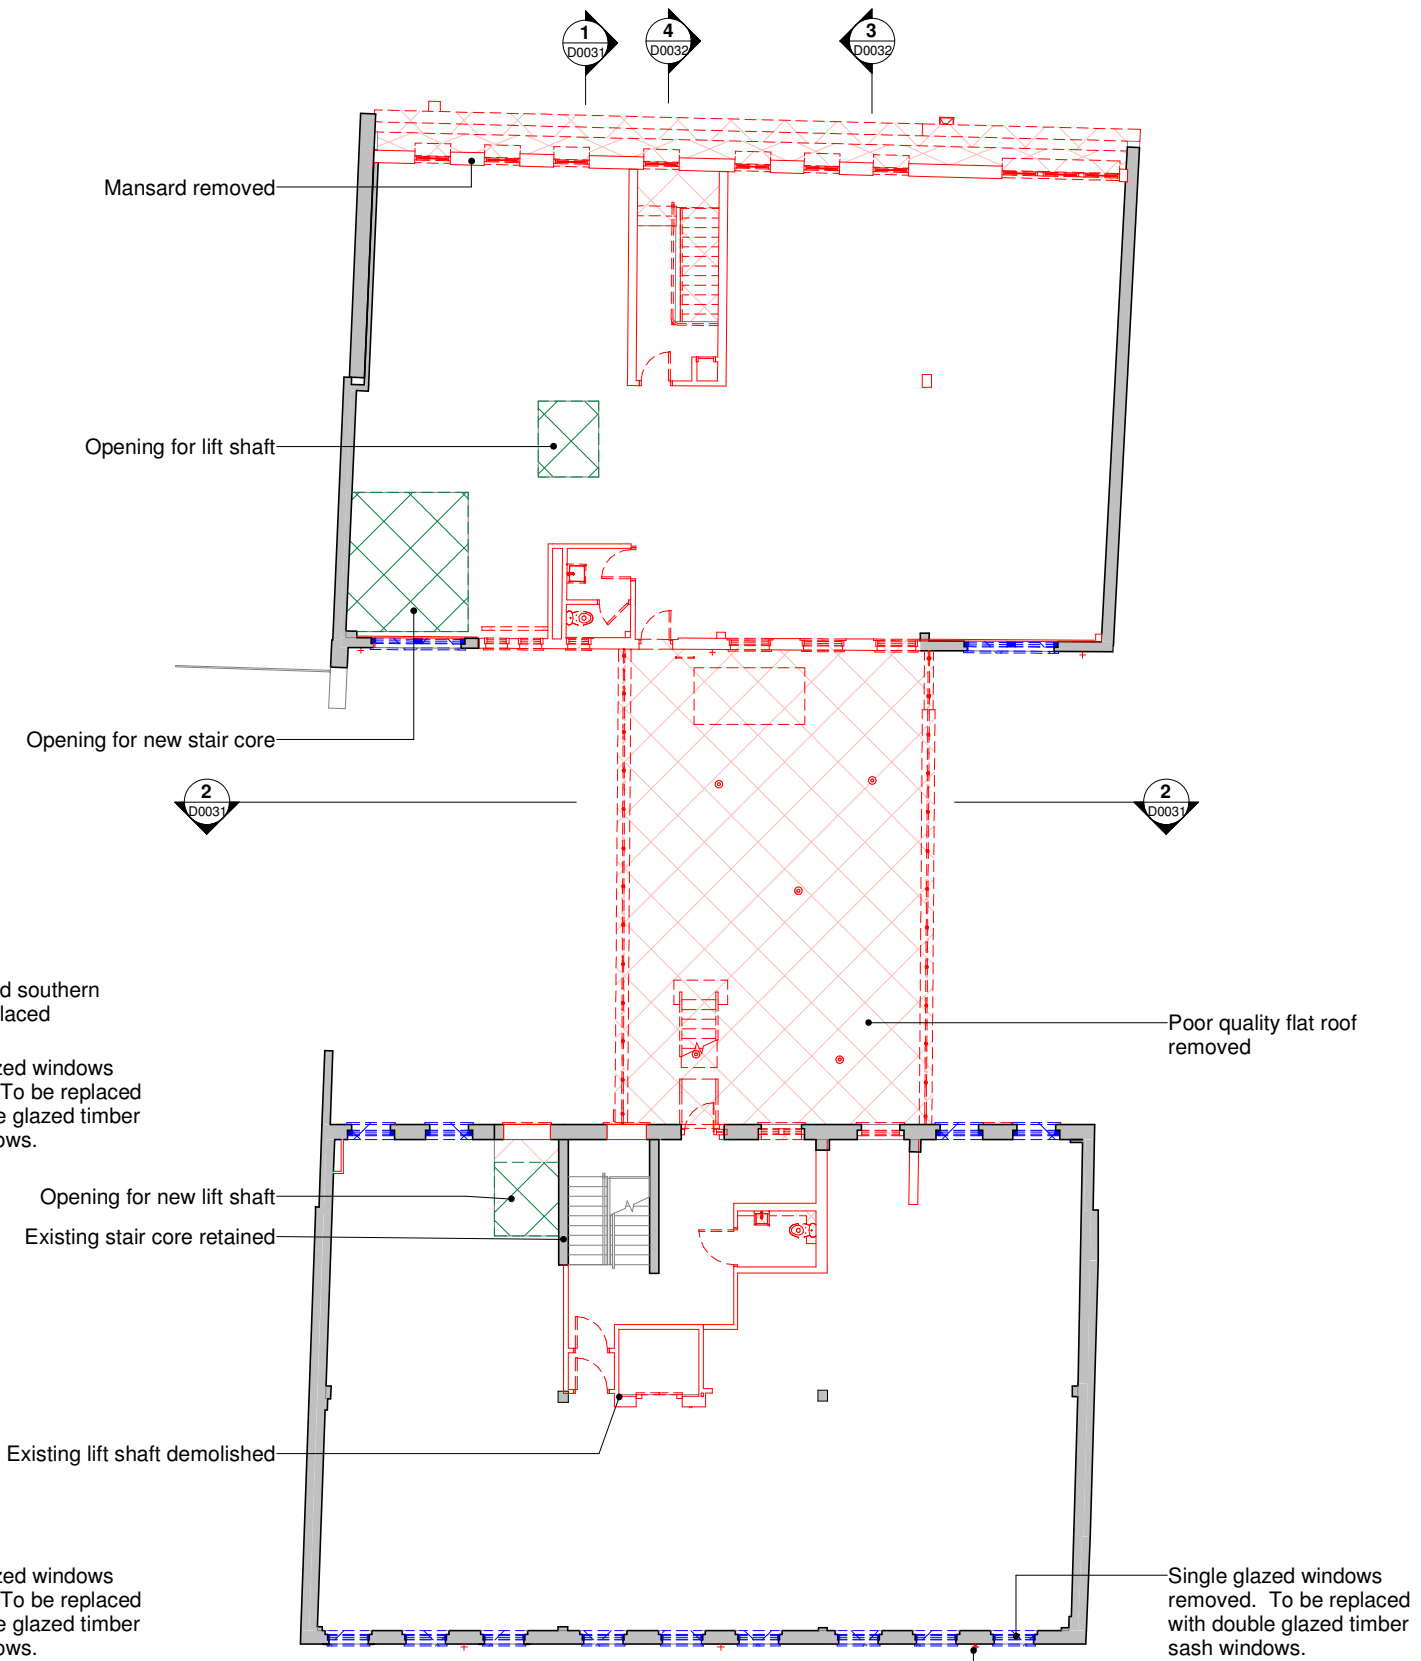 1
D0031
4
D0032
3
D0032
Mansard removed
Opening for lift shaft
Opening for new stair core
2
D0031
2
D0031
d southern
laced
Poor quality flat roof
removed
zed windows
To be replaced
e glazed timber
ows.
Opening for new lift shaft
Existing stair core retained
Existing lift shaft demolished
zed windows
To be replaced
e glazed timber
ows.
Single glazed windows
removed. To be replaced
with double glazed timber
sash windows.